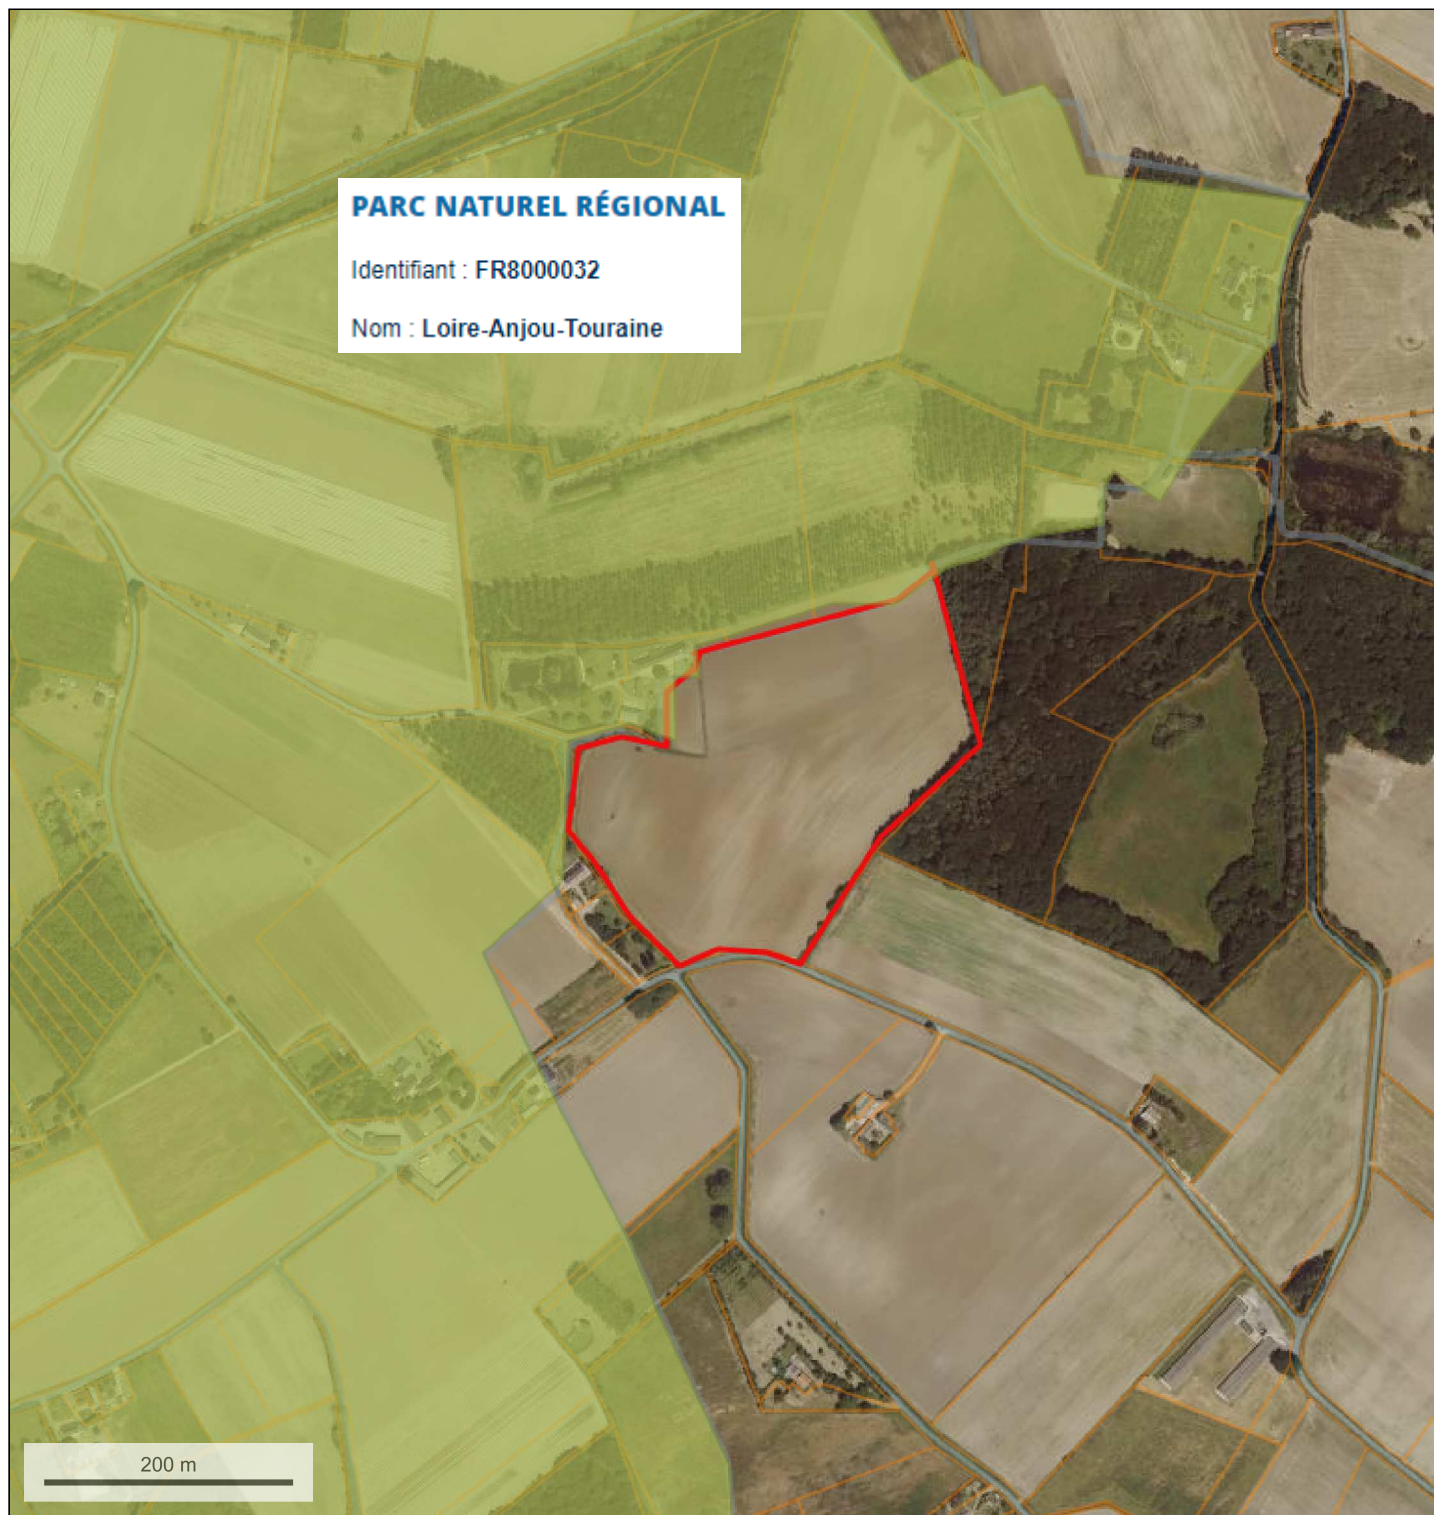 PARC NATUREL RÉGIONAL
Identifiant : FR8000032
Nom : Loire-Anjou-Touraine
200 m